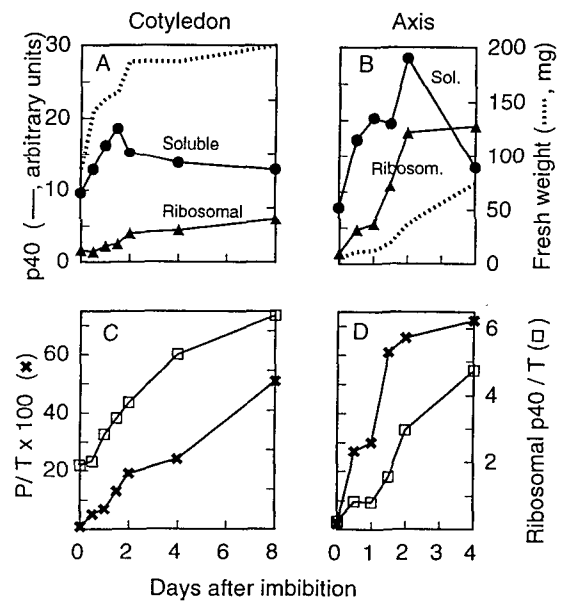 Cotyledon Axis
30 A B 200
Sol.
150
20 Soluble
100
Ribosom.
10
Ribosomal 50
0 0
p40 (—, arbitrary units)
Fresh weight (....., mg)
C D 6
60
4
40
20 2
P/T x 100 (✖)
Ribosomal p40 / T (□)
0 2 4 6 8 0 1 2 3 4
Days after imbibition